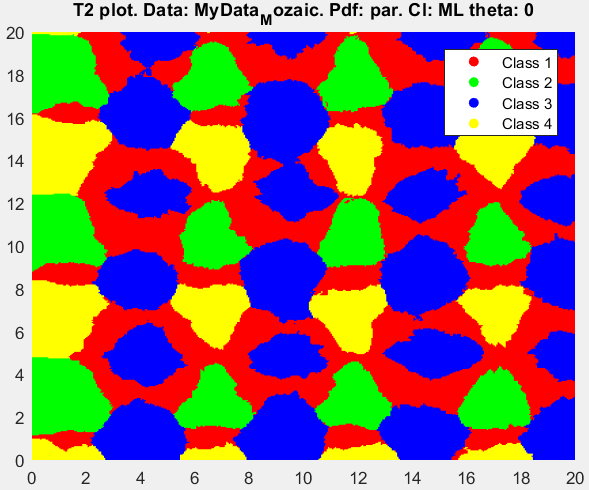 T2 plot. Data: MyData_Mozaic. Pdf: par. Cl: ML theta: 0
20
18
16
14
12
10
8
6
4
2
0
Class 1
Class 2
Class 3
Class 4
0 2 4 6 8 10 12 14 16 18 20